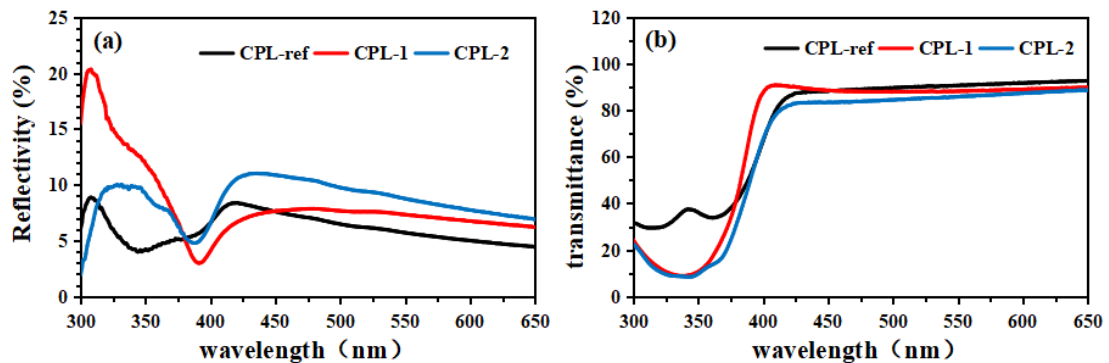 (a)
CPL-ref CPL-1 CPL-2
Reflectivity (%)
25
20
15
10
5
0
300 350 400 450 500 550 600 650
wavelength（nm）
(b)
CPL-ref CPL-1 CPL-2
transmittance (%)
120
100
80
60
40
20
0
300 350 400 450 500 550 600 650
wavelength（nm）